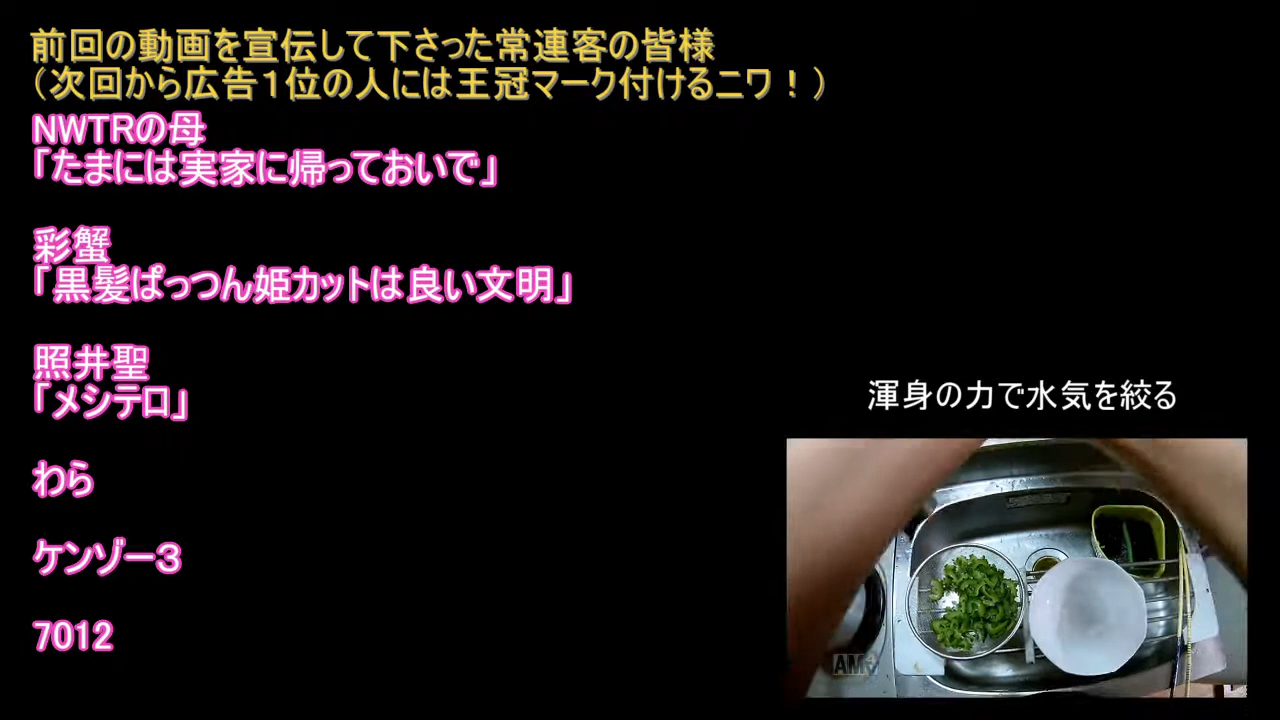 前回の動画を宣伝して下さった常連客の皆様
（次回から広告１位の人には王冠マーク付けるニワ！）
NWTRの母
「たまには実家に帰っておいで」
彩蟹
「黒髪ぱっつん姫カットは良い文明」
照井聖
「メシテロ」
わら
ケンゾー３
7012
渾身の力で水気を絞る